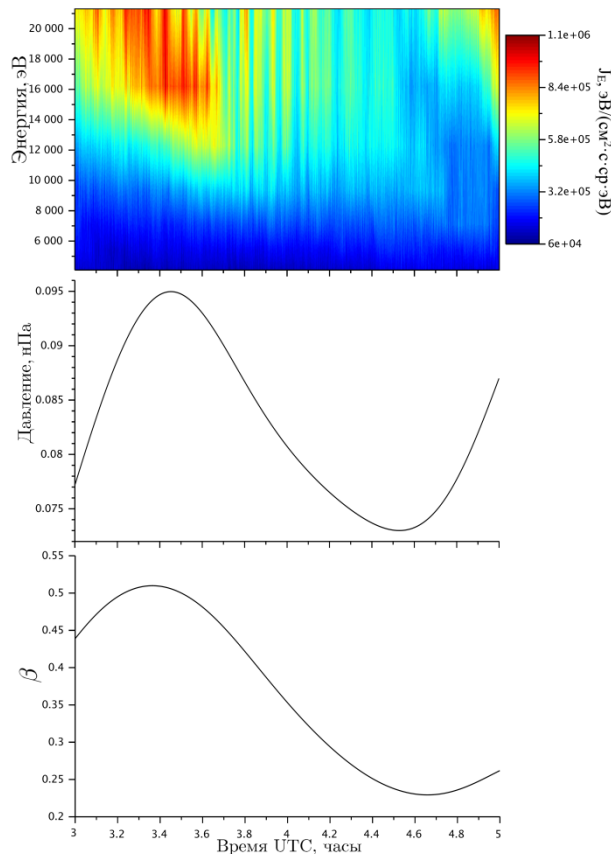 20 000
18 000
16 000
14 000
12 000
10 000
8 000
6 000
Энергия, эВ
1.1e+06
8.4e+05
5.8e+05
3.2e+05
6e+04
J_E, эВ/(см²·с·ср·эВ)
0.095
0.09
0.085
0.08
0.075
Давление, нПа
0.55
0.5
0.45
0.4
0.35
0.3
0.25
0.2
β
3 3.2 3.4 3.6 3.8 4 4.2 4.4 4.6 4.8 5
Время UTC, часы